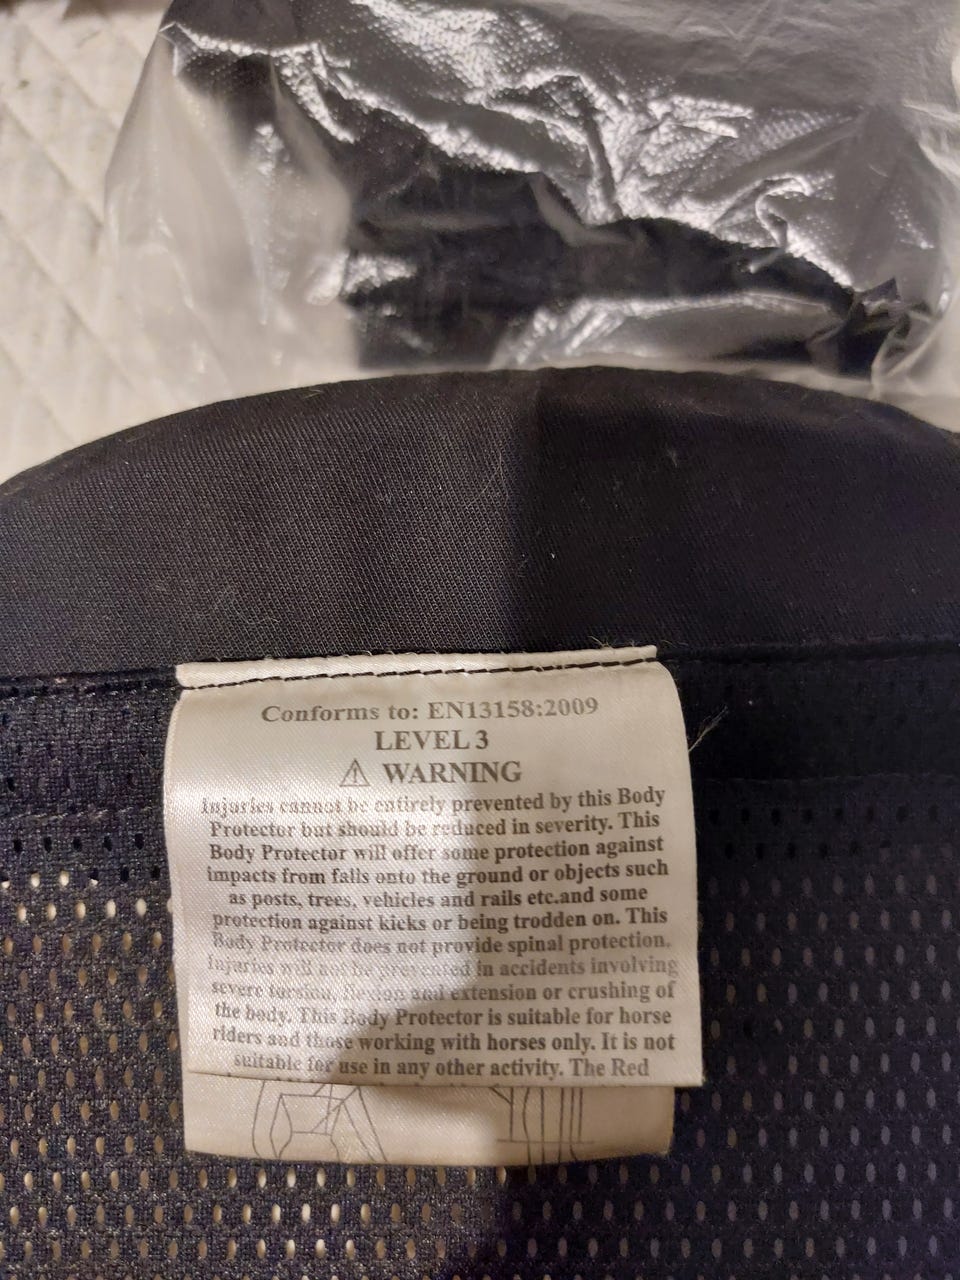 Conforms to: EN13158:2009
LEVEL 3
⚠ WARNING
Injuries cannot be entirely prevented by this Body
Protector but should be reduced in severity. This
Body Protector will offer some protection against
impacts from falls onto the ground or objects such
as posts, trees, vehicles and rails etc.and some
protection against kicks or being trodden on. This
Body Protector does not provide spinal protection.
Injuries will not be prevented in accidents involving
severe torsion, flexion and extension or crushing of
the body. This Body Protector is suitable for horse
riders and those working with horses only. It is not
suitable for use in any other activity. The Red